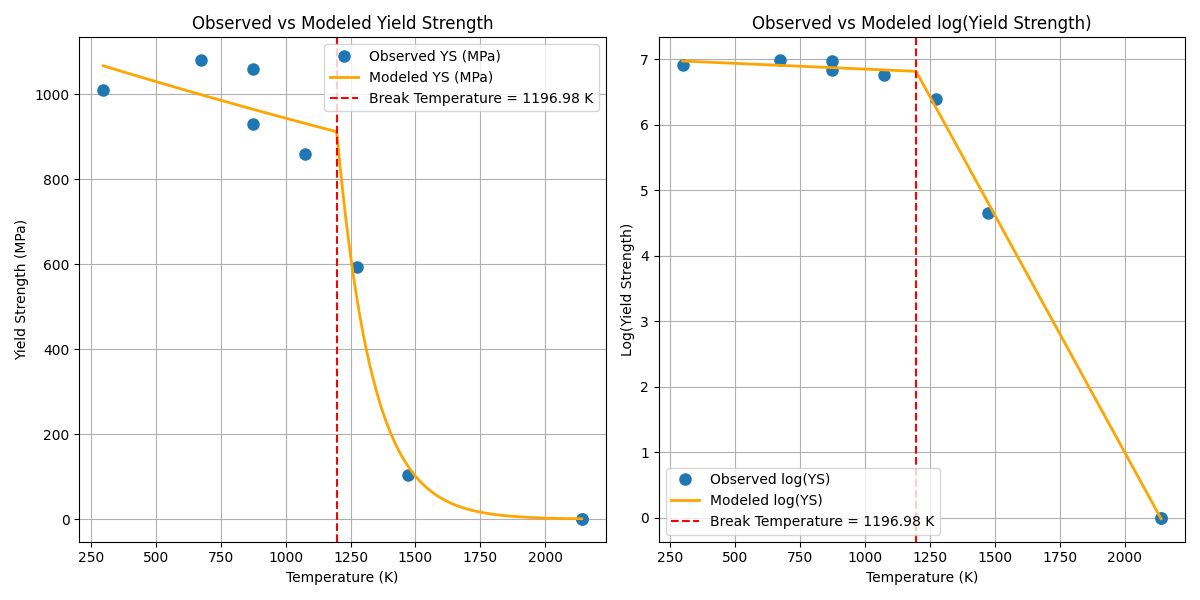 Observed vs Modeled Yield Strength
Yield Strength (MPa)
1000
800
600
400
200
0
Observed YS (MPa)
Modeled YS (MPa)
Break Temperature = 1196.98 K
250 500 750 1000 1250 1500 1750 2000
Temperature (K)
Observed vs Modeled log(Yield Strength)
Log(Yield Strength)
7
6
5
4
3
2
1
0
Observed log(YS)
Modeled log(YS)
Break Temperature = 1196.98 K
250 500 750 1000 1250 1500 1750 2000
Temperature (K)